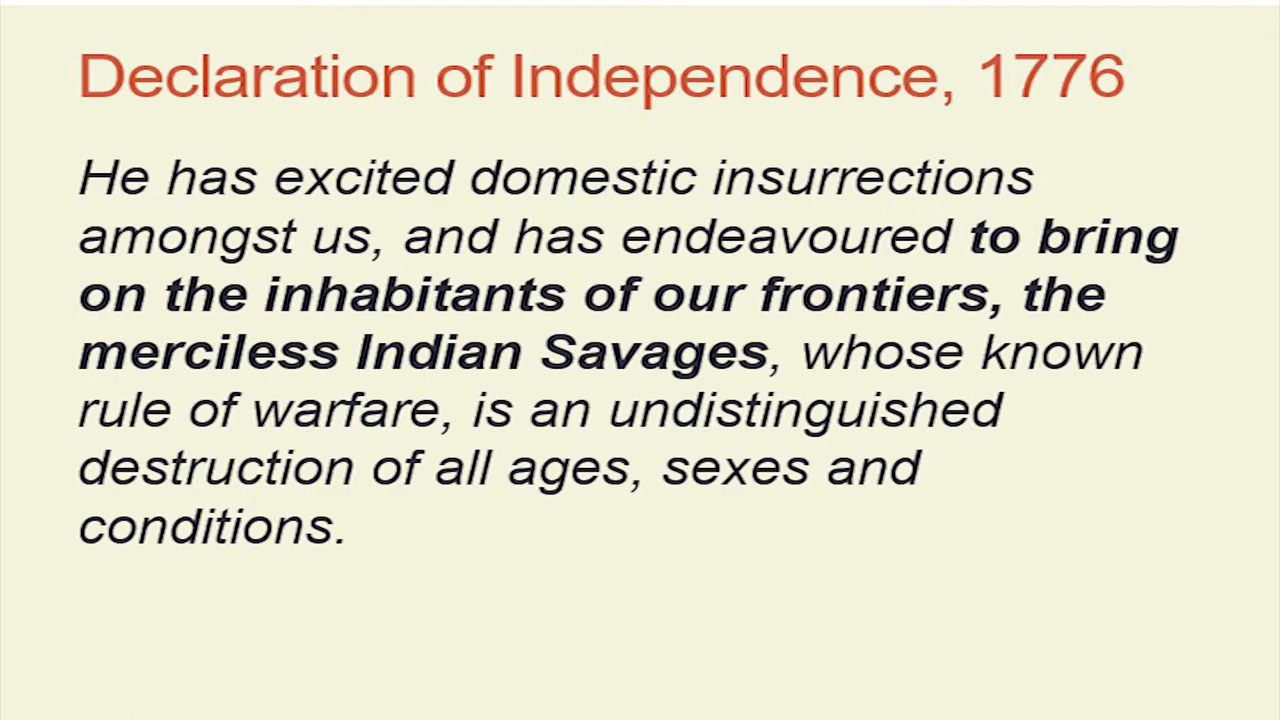 Declaration of Independence, 1776
He has excited domestic insurrections
amongst us, and has endeavoured to bring
on the inhabitants of our frontiers, the
merciless Indian Savages, whose known
rule of warfare, is an undistinguished
destruction of all ages, sexes and
conditions.